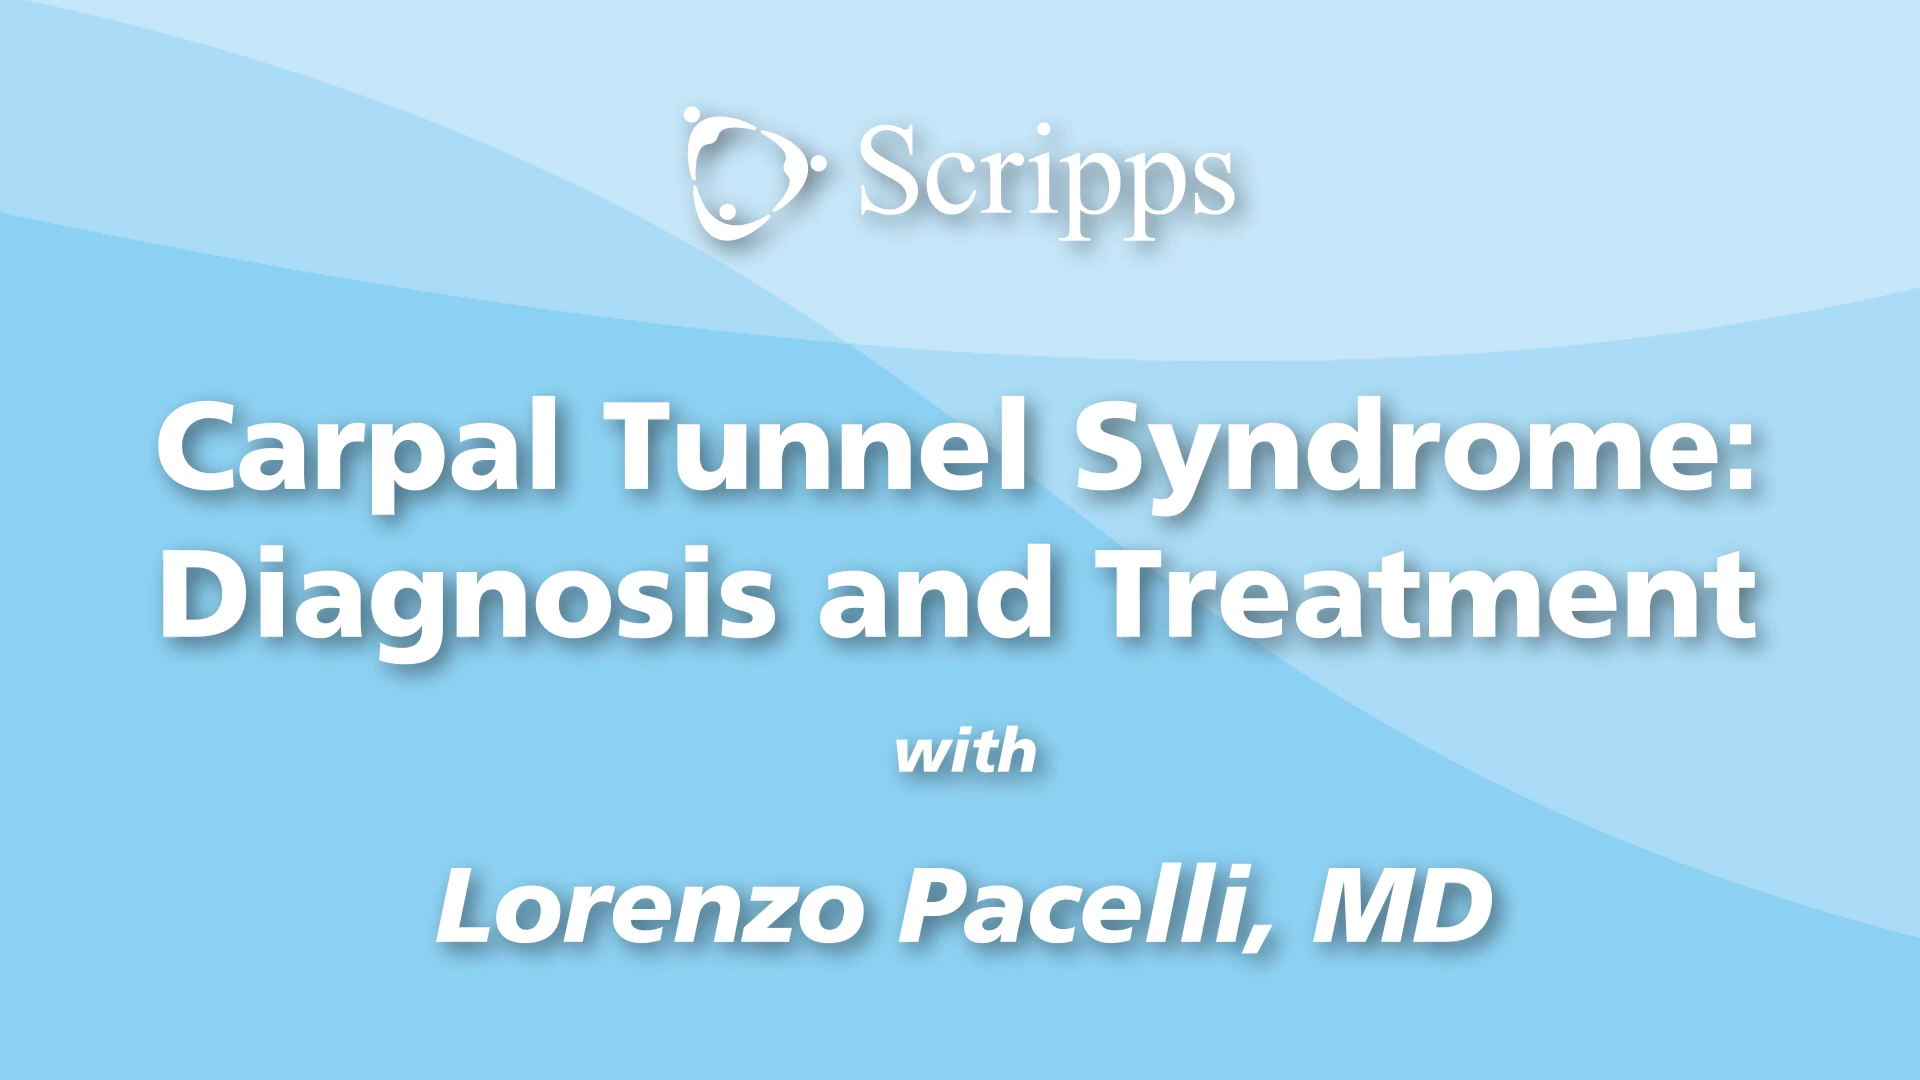 Scripps
Carpal Tunnel Syndrome:
Diagnosis and Treatment
with
Lorenzo Pacelli, MD